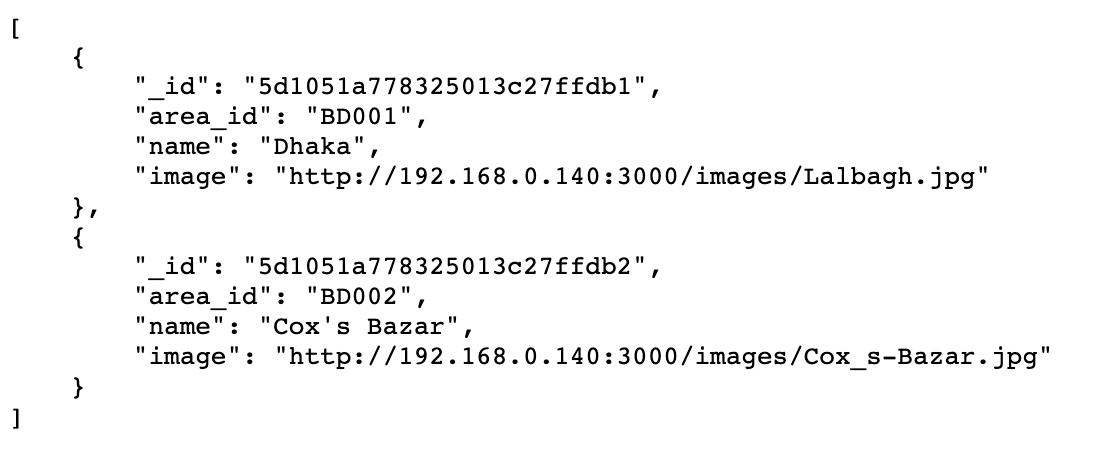 [
{
"_id": "5d1051a778325013c27ffdb1",
"area_id": "BD001",
"name": "Dhaka",
"image": "http://192.168.0.140:3000/images/Lalbagh.jpg"
},
{
"_id": "5d1051a778325013c27ffdb2",
"area_id": "BD002",
"name": "Cox's Bazar",
"image": "http://192.168.0.140:3000/images/Cox_s-Bazar.jpg"
}
]